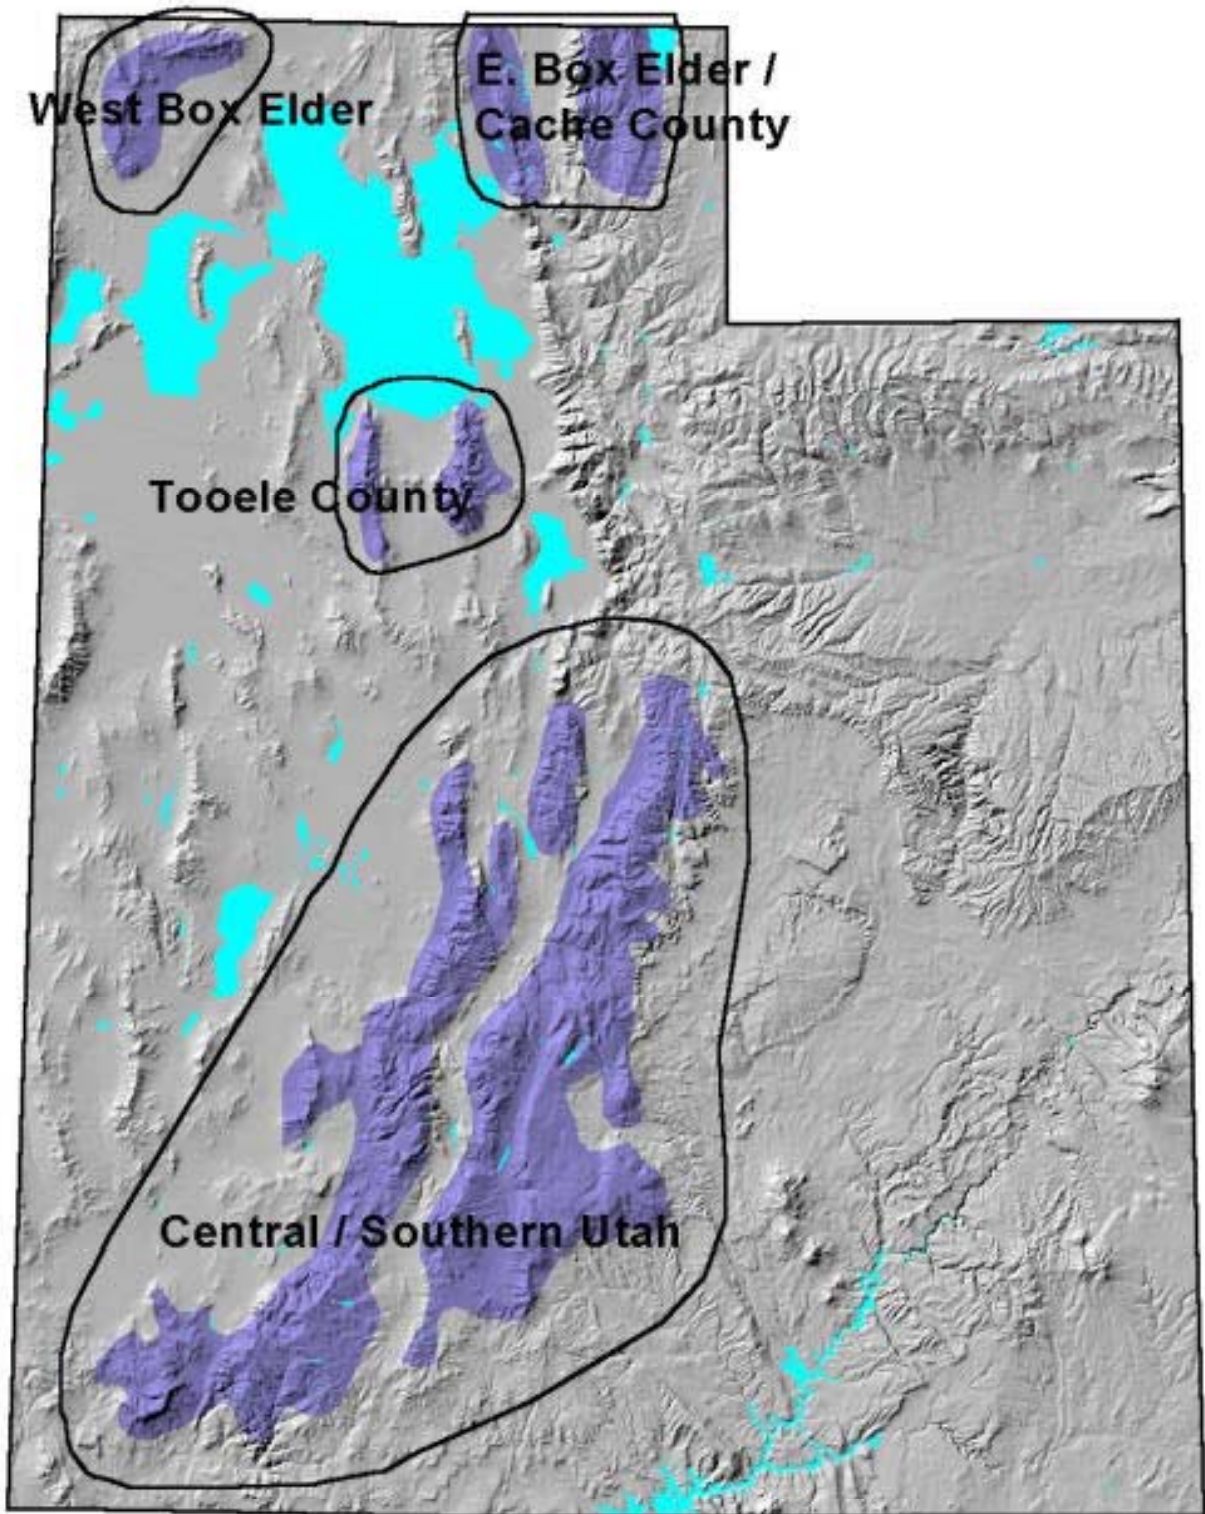 E. Box Elder /
West Box Elder
Cache County
Tooele County
Central / Southern Utah